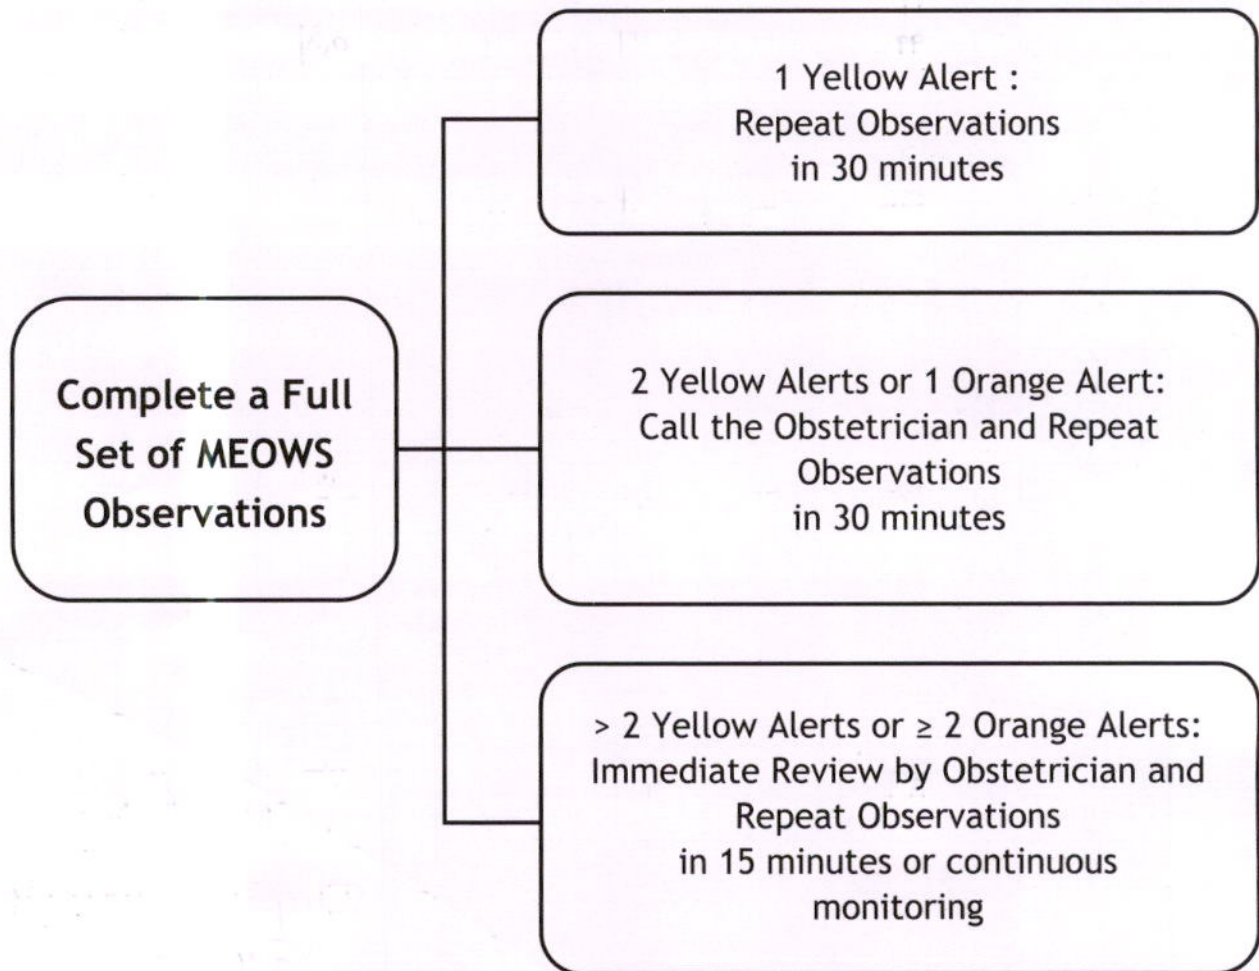 1 Yellow Alert :
Repeat Observations
in 30 minutes
Complete a Full
Set of MEOWS
Observations
2 Yellow Alerts or 1 Orange Alert:
Call the Obstetrician and Repeat
Observations
in 30 minutes
> 2 Yellow Alerts or ≥ 2 Orange Alerts:
Immediate Review by Obstetrician and
Repeat Observations
in 15 minutes or continuous
monitoring